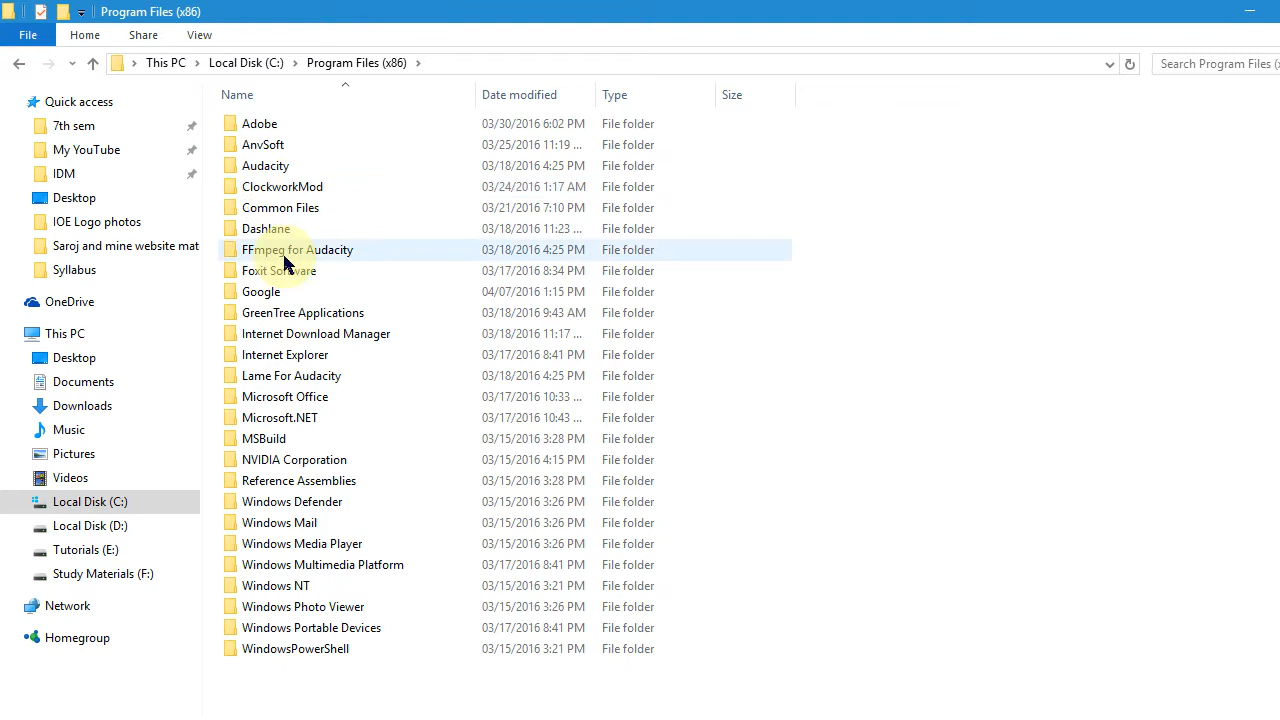 Program Files (x86)
File Home Share View
This PC Local Disk (C:) Program Files (x86) Search Program Files (x
Name Date modified Type Size
Quick access
7th sem
My YouTube
IDM
Desktop
IOE Logo photos
Saroj and mine website mat
Syllabus
OneDrive
This PC
Desktop
Documents
Downloads
Music
Pictures
Videos
Local Disk (C:)
Local Disk (D:)
Tutorials (E:)
Study Materials (F:)
Network
Homegroup
Adobe 03/30/2016 6:02 PM File folder
AnvSoft 03/25/2016 11:19 ... File folder
Audacity 03/18/2016 4:25 PM File folder
ClockworkMod 03/24/2016 1:17 AM File folder
Common Files 03/21/2016 7:10 PM File folder
Dashlane 03/18/2016 11:23 ... File folder
FFmpeg for Audacity 03/18/2016 4:25 PM File folder
Foxit Software 03/17/2016 8:34 PM File folder
Google 04/07/2016 1:15 PM File folder
GreenTree Applications 03/18/2016 9:43 AM File folder
Internet Download Manager 03/18/2016 11:17 ... File folder
Internet Explorer 03/17/2016 8:41 PM File folder
Lame For Audacity 03/18/2016 4:25 PM File folder
Microsoft Office 03/17/2016 10:33 ... File folder
Microsoft.NET 03/17/2016 10:43 ... File folder
MSBuild 03/15/2016 3:28 PM File folder
NVIDIA Corporation 03/15/2016 4:15 PM File folder
Reference Assemblies 03/15/2016 3:28 PM File folder
Windows Defender 03/15/2016 3:26 PM File folder
Windows Mail 03/15/2016 3:26 PM File folder
Windows Media Player 03/15/2016 3:26 PM File folder
Windows Multimedia Platform 03/17/2016 8:41 PM File folder
Windows NT 03/15/2016 3:21 PM File folder
Windows Photo Viewer 03/15/2016 3:26 PM File folder
Windows Portable Devices 03/17/2016 8:41 PM File folder
WindowsPowerShell 03/15/2016 3:21 PM File folder